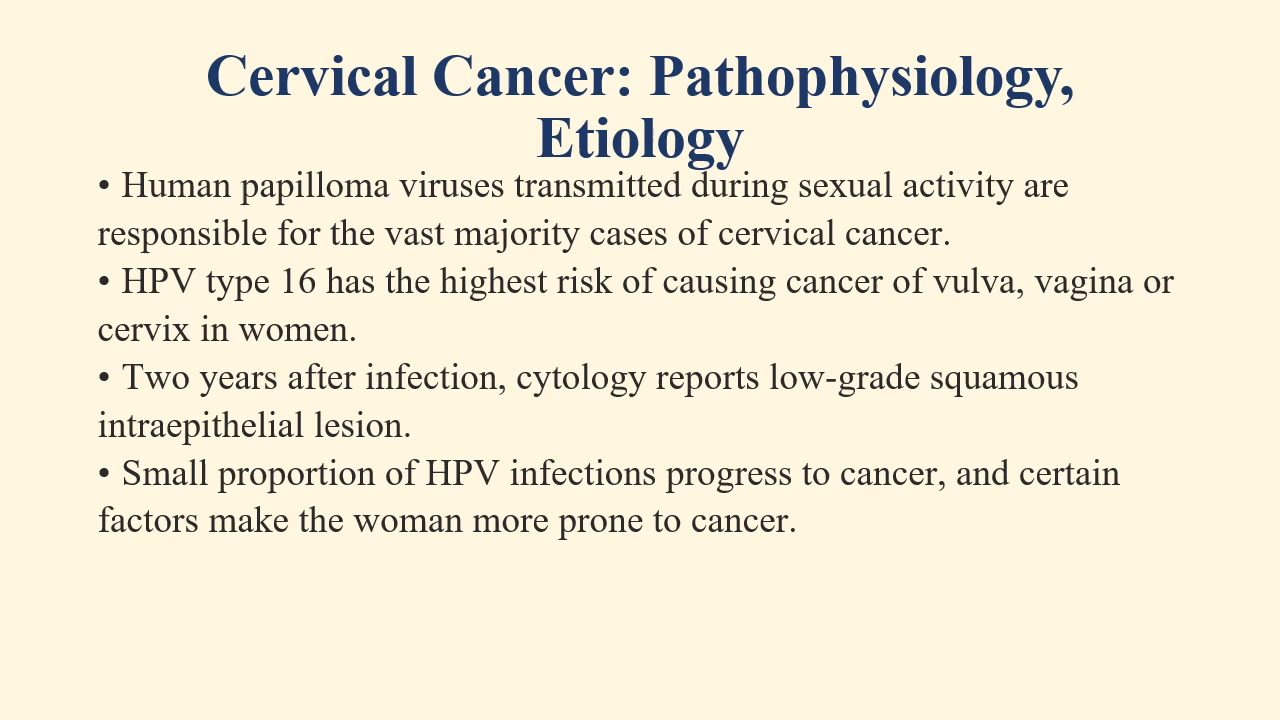 Cervical Cancer: Pathophysiology,
Etiology
• Human papilloma viruses transmitted during sexual activity are
responsible for the vast majority cases of cervical cancer.
• HPV type 16 has the highest risk of causing cancer of vulva, vagina or
cervix in women.
• Two years after infection, cytology reports low-grade squamous
intraepithelial lesion.
• Small proportion of HPV infections progress to cancer, and certain
factors make the woman more prone to cancer.